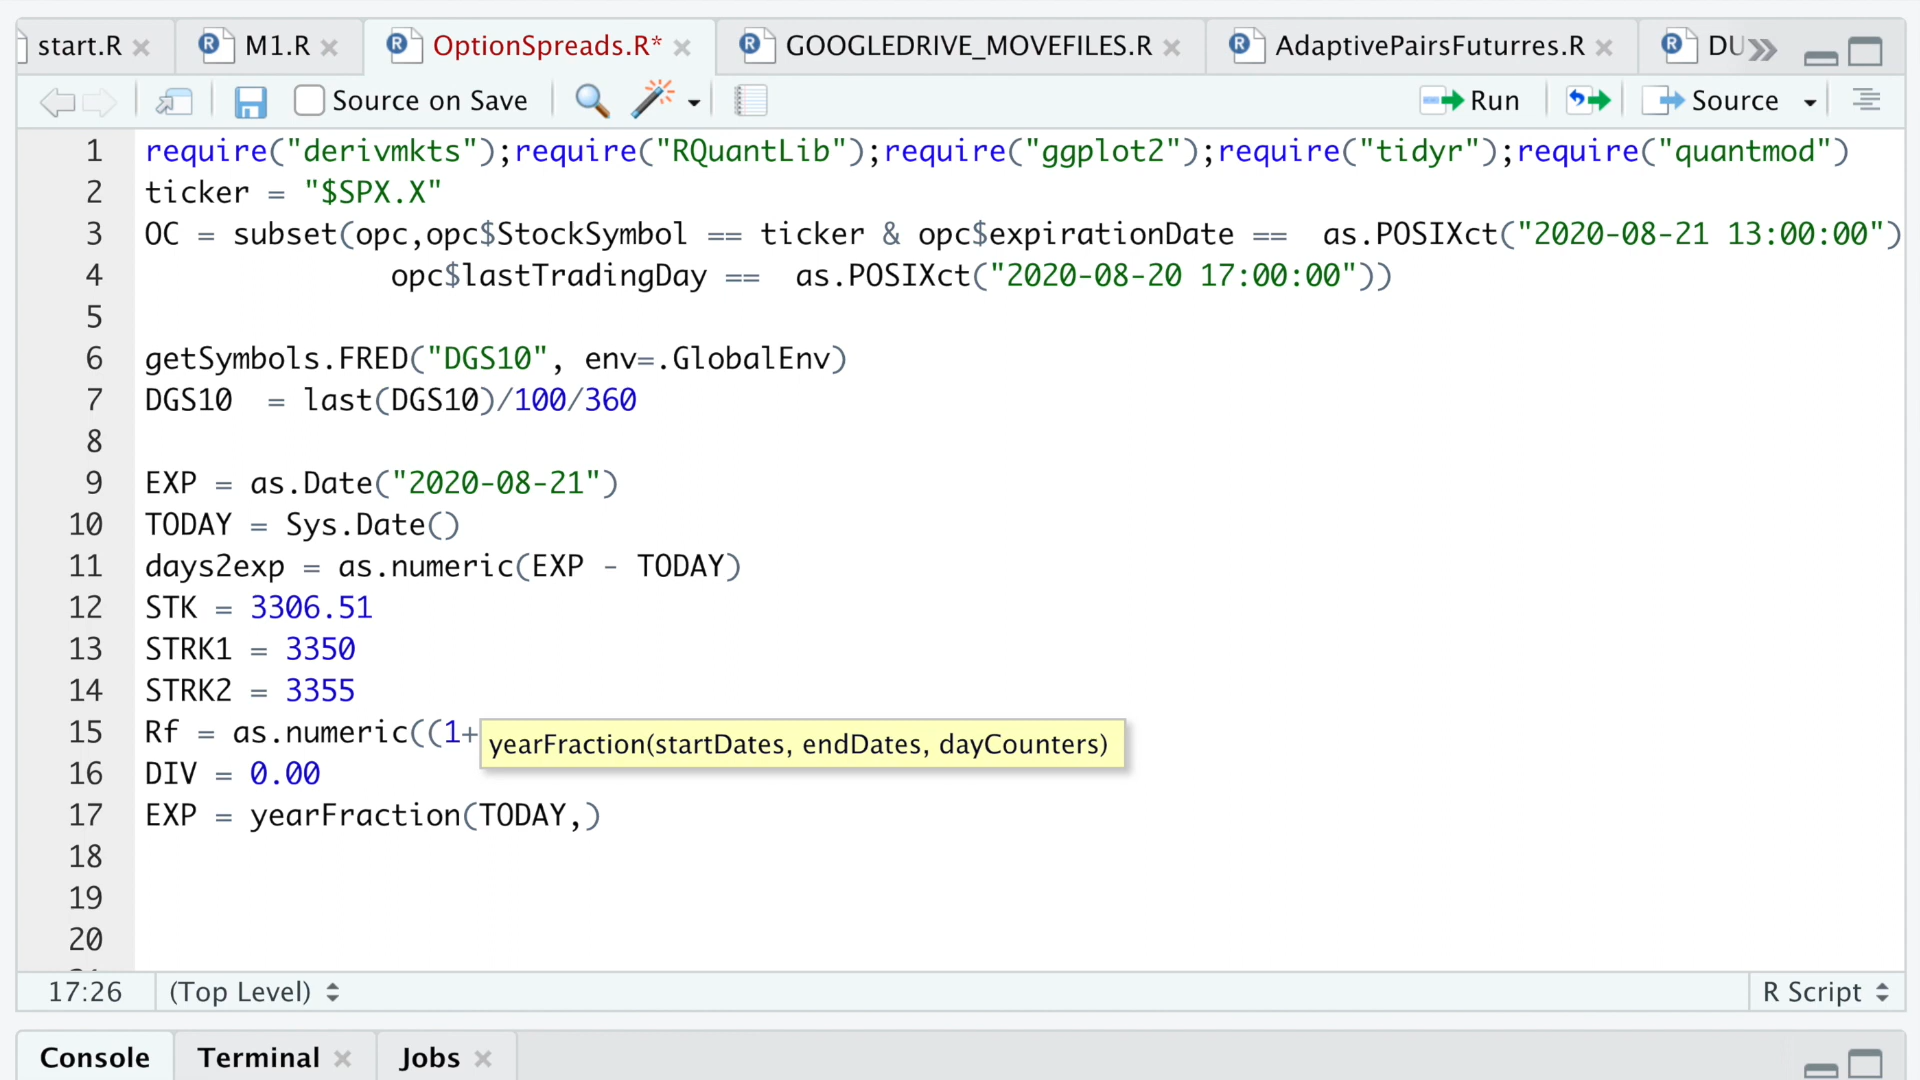 start.R M1.R OptionSpreads.R* GOOGLEDRIVE_MOVEFILES.R AdaptivePairsFuturres.R DU
Source on Save Run Source
1 require("derivmkts");require("RQuantLib");require("ggplot2");require("tidyr");require("quantmod")
2 ticker = "$SPX.X"
3 OC = subset(opc,opc$StockSymbol == ticker & opc$expirationDate ==  as.POSIXct("2020-08-21 13:00:00")
4 opc$lastTradingDay ==  as.POSIXct("2020-08-20 17:00:00"))
5
6 getSymbols.FRED("DGS10", env=.GlobalEnv)
7 DGS10  = last(DGS10)/100/360
8
9 EXP = as.Date("2020-08-21")
10 TODAY = Sys.Date()
11 days2exp = as.numeric(EXP - TODAY)
12 STK = 3306.51
13 STRK1 = 3350
14 STRK2 = 3355
15 Rf = as.numeric((1+
yearFraction(startDates, endDates, dayCounters)
16 DIV = 0.00
17 EXP = yearFraction(TODAY,)
18
19
20
17:26 (Top Level) R Script
Console Terminal Jobs